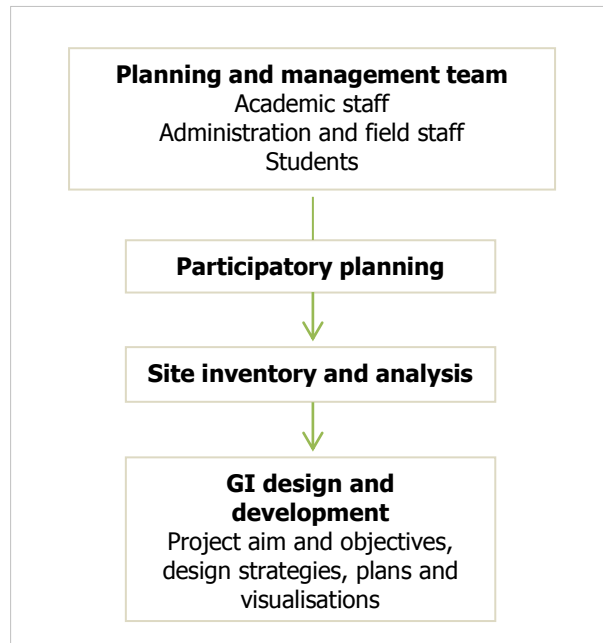 Planning and management team
Academic staff
Administration and field staff
Students
Participatory planning
Site inventory and analysis
GI design and
development
Project aim and objectives,
design strategies, plans and
visualisations